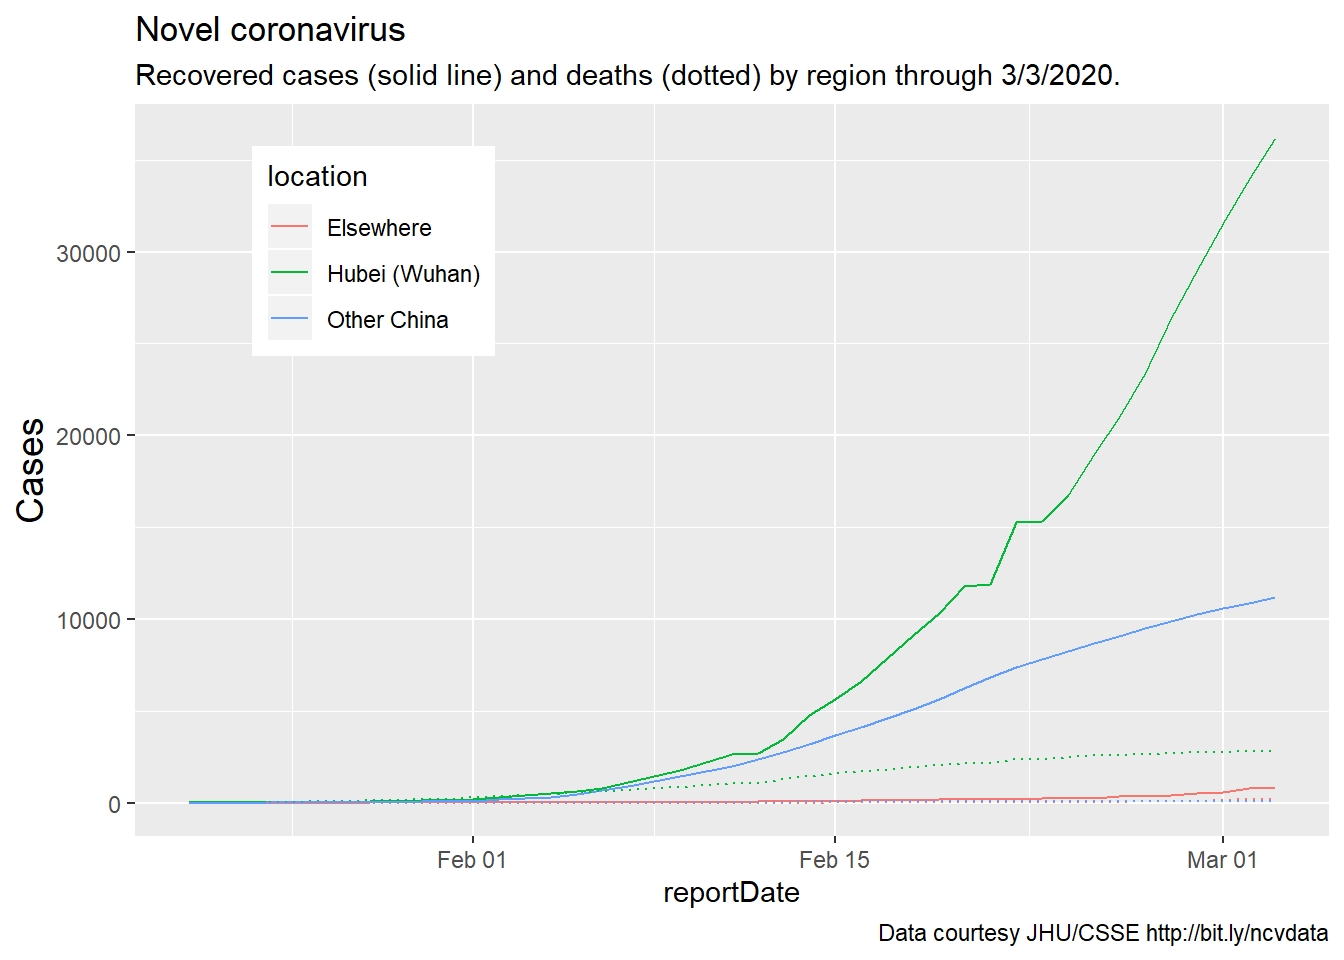 Novel coronavirus
Recovered cases (solid line) and deaths (dotted) by region through 3/3/2020.
location
Elsewhere
Hubei (Wuhan)
Other China
Cases
30000
20000
10000
0
Feb 01
Feb 15
Mar 01
reportDate
Data courtesy JHU/CSSE http://bit.ly/ncvdata